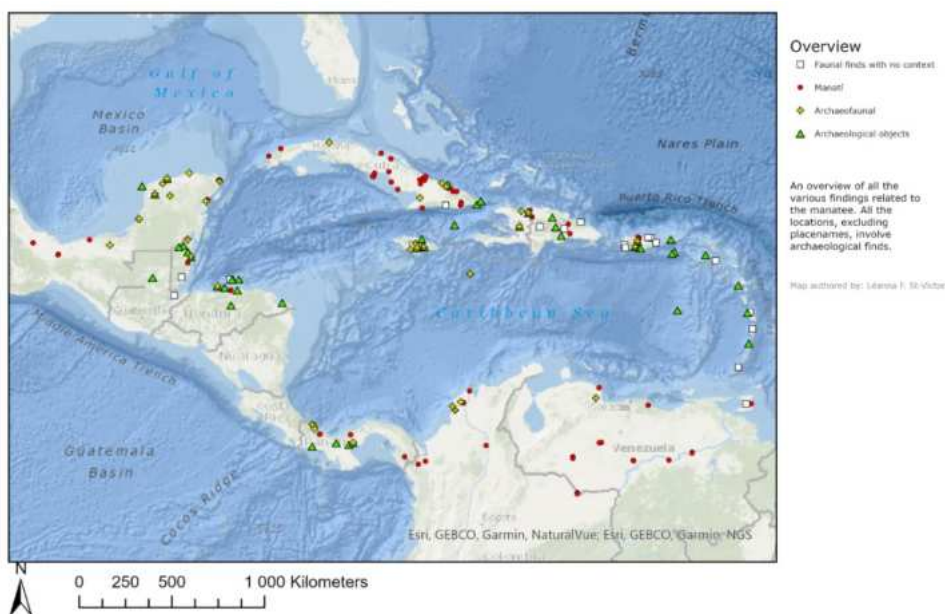 Gulf of
Mexico
Mexico
Basin
Nares Plain
Puerto Rico Trench
Caribbean Sea
Middle America Trench
Guatemala
Basin
Cocos Ridge
Venezuela
Esri, GEBCO, Garmin, NaturalVue; Esri, GEBCO, Garmin, NGS
Overview
Faunal finds with no context
Manatí
Archaeofaunal
Archaeological objects
An overview of all the
various findings related to
the manatee. All the
locations, excluding
placenames, involve
archaeological finds.
Map authored by: Léanna F. St-Victor
N
0 250 500 1 000 Kilometers